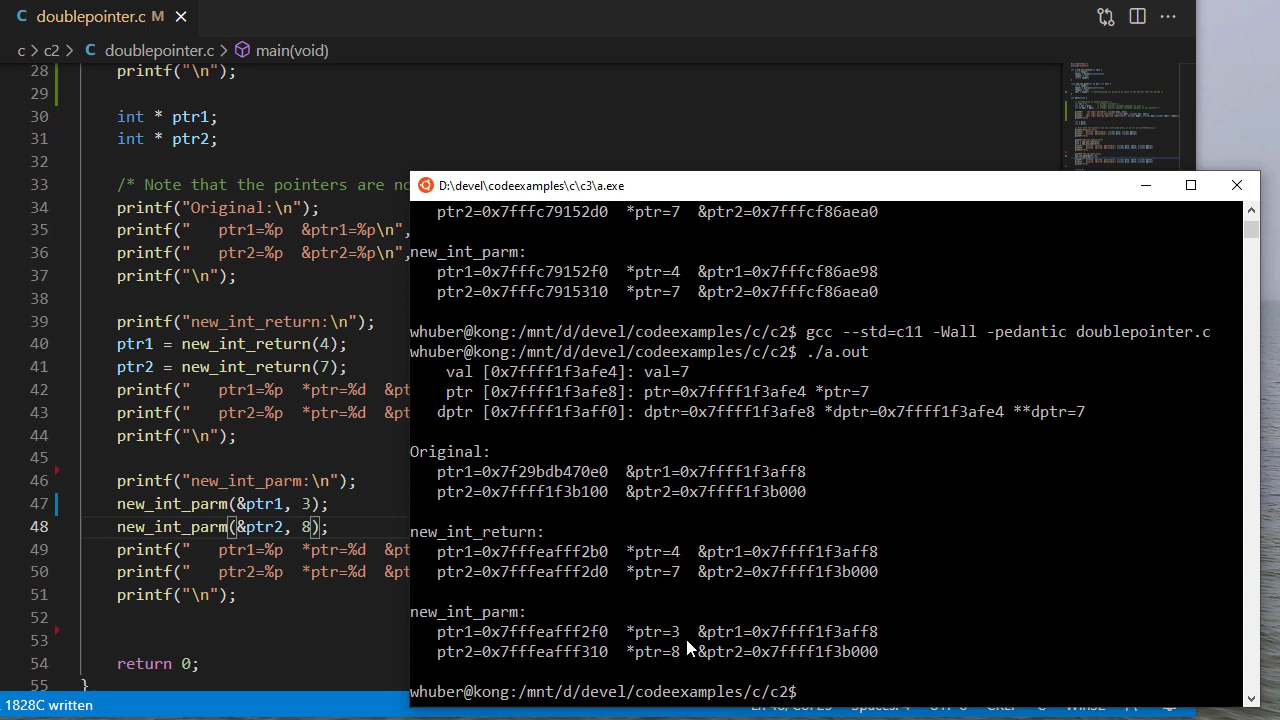 doublepointer.c M
c > c2 > C doublepointer.c > main(void)
28 printf("\n");
29
30 int * ptr1;
31 int * ptr2;
32
33 /* Note that the pointers are no
34 printf("Original:\n");
35 printf("   ptr1=%p  &ptr1=%p\n",
36 printf("   ptr2=%p  &ptr2=%p\n",
37 printf("\n");
38
39 printf("new_int_return:\n");
40 ptr1 = new_int_return(4);
41 ptr2 = new_int_return(7);
42 printf("   ptr1=%p  *ptr=%d  &pt
43 printf("   ptr2=%p  *ptr=%d  &pt
44 printf("\n");
45
46 printf("new_int_parm:\n");
47 new_int_parm(&ptr1, 3);
48 new_int_parm(&ptr2, 8);
49 printf("   ptr1=%p  *ptr=%d  &pt
50 printf("   ptr2=%p  *ptr=%d  &pt
51 printf("\n");
52
53
54 return 0;
55 }
1828C written
D:\devel\codeexamples\c\c3\a.exe
ptr2=0x7fffc79152d0  *ptr=7  &ptr2=0x7fffcf86aea0
new_int_parm:
ptr1=0x7fffc79152f0  *ptr=4  &ptr1=0x7fffcf86ae98
ptr2=0x7fffc7915310  *ptr=7  &ptr2=0x7fffcf86aea0
whuber@kong:/mnt/d/devel/codeexamples/c/c2$ gcc --std=c11 -Wall -pedantic doublepointer.c
whuber@kong:/mnt/d/devel/codeexamples/c/c2$ ./a.out
val [0x7ffff1f3afe4]: val=7
ptr [0x7ffff1f3afe8]: ptr=0x7ffff1f3afe4 *ptr=7
dptr [0x7ffff1f3aff0]: dptr=0x7ffff1f3afe8 *dptr=0x7ffff1f3afe4 **dptr=7
Original:
ptr1=0x7f29bdb470e0  &ptr1=0x7ffff1f3aff8
ptr2=0x7ffff1f3b100  &ptr2=0x7ffff1f3b000
new_int_return:
ptr1=0x7fffeafff2b0  *ptr=4  &ptr1=0x7ffff1f3aff8
ptr2=0x7fffeafff2d0  *ptr=7  &ptr2=0x7ffff1f3b000
new_int_parm:
ptr1=0x7fffeafff2f0  *ptr=3  &ptr1=0x7ffff1f3aff8
ptr2=0x7fffeafff310  *ptr=8  &ptr2=0x7ffff1f3b000
whuber@kong:/mnt/d/devel/codeexamples/c/c2$